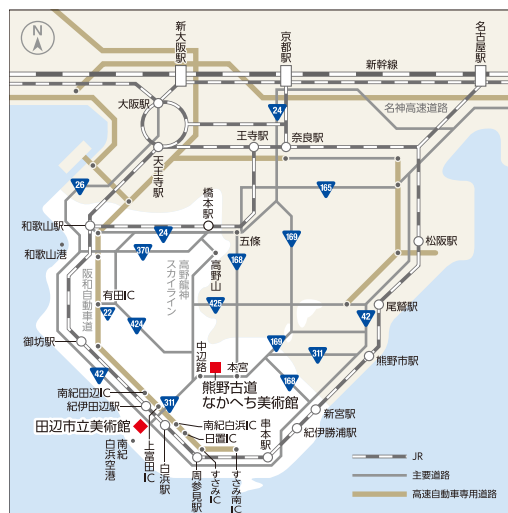 N
新大阪駅
京都駅
名古屋駅
新幹線
大阪駅
24
名神高速道路
王寺駅
奈良駅
天王寺駅
26
165
橋本駅
和歌山駅
24
五條
169
松阪駅
和歌山港
370
高野山
168
阪和自動車道
高野龍神
スカイライン
有田IC
425
尾鷲駅
22
424
42
御坊駅
169
311
中辺路
本宮
熊野市駅
42
熊野古道
なかへち美術館
168
南紀田辺IC
紀伊田辺駅
311
新宮駅
田辺市立美術館
南紀白浜IC
紀伊勝浦駅
日置IC
南紀
白浜空港
上富田IC
白浜駅
周参見駅
すさみIC
すさみ南IC
串本駅
JR
主要道路
高速自動車専用道路